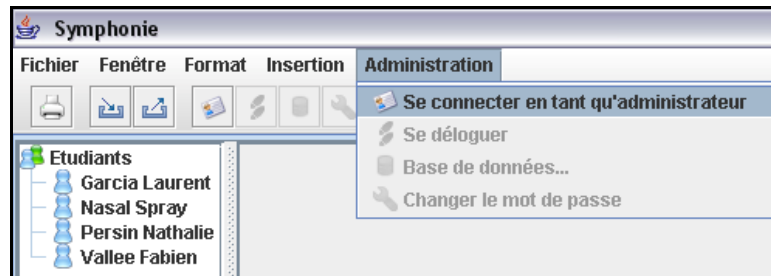 Symphonie
Fichier Fenêtre Format Insertion Administration
Se connecter en tant qu'administrateur
Se déloguer
Base de données...
Changer le mot de passe
Etudiants
Garcia Laurent
Nasal Spray
Persin Nathalie
Vallee Fabien